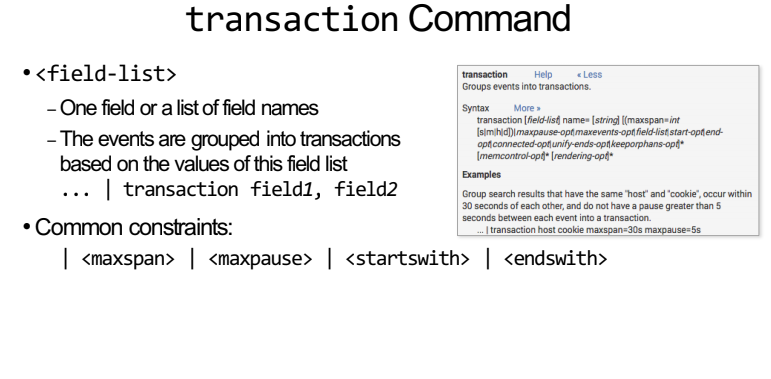 transaction Command
• <field-list>
– One field or a list of field names
– The events are grouped into transactions
based on the values of this field list
... | transaction field1, field2
• Common constraints:
| <maxspan> | <maxpause> | <startswith> | <endswith>
transaction Help « Less
Groups events into transactions.
Syntax More »
transaction [field-list] name= [string] [(maxspan=int
[s|m|h|d])|maxpause-opt|maxevents-opt|field-list|start-opt|end-
opt|connected-opt|unify-ends-opt|keeporphans-opt]*
[memcontrol-opt]* [rendering-opt]*
Examples
Group search results that have the same "host" and "cookie", occur within
30 seconds of each other, and do not have a pause greater than 5
seconds between each event into a transaction.
... | transaction host cookie maxspan=30s maxpause=5s